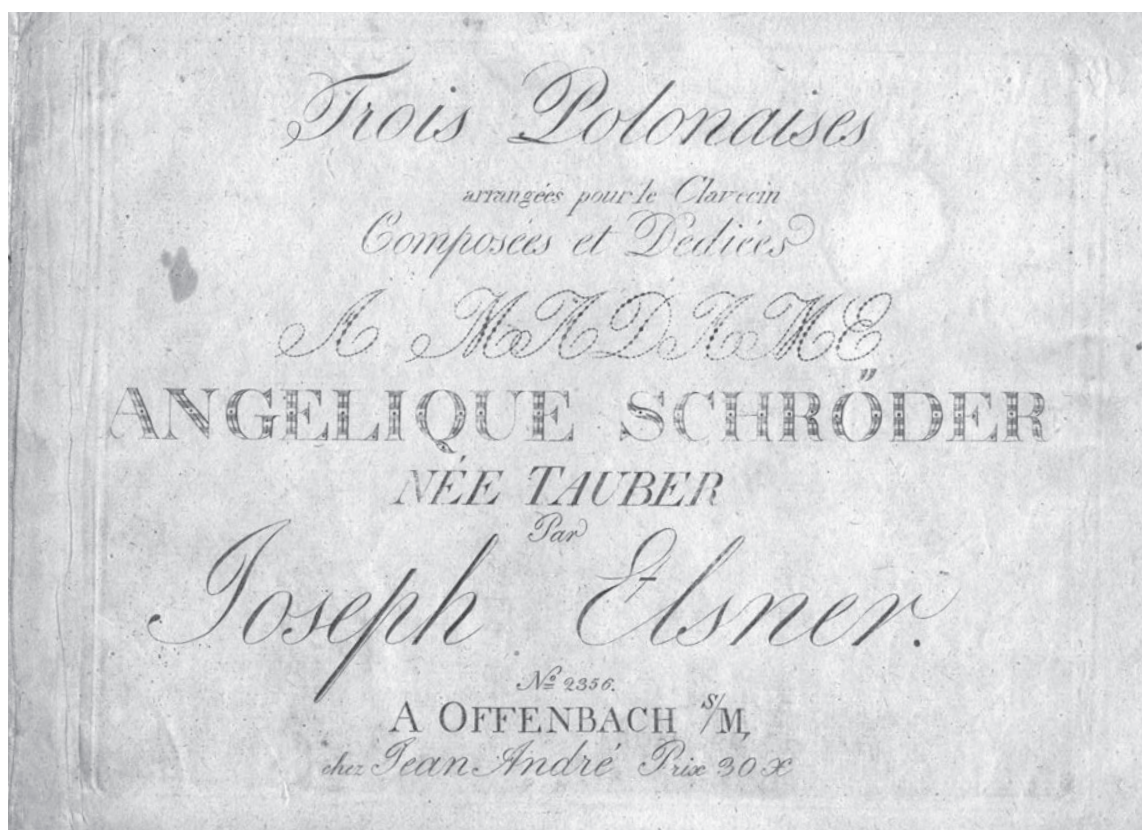 Trois Polonaises
arrangées pour le Clavecin
Composées et Dediées
A MADAME
ANGELIQUE SCHRÖDER
NÉE TAUBER
Par
Joseph Elsner.
No 2356.
A OFFENBACH s/M,
chez Jean André Prix 30 X